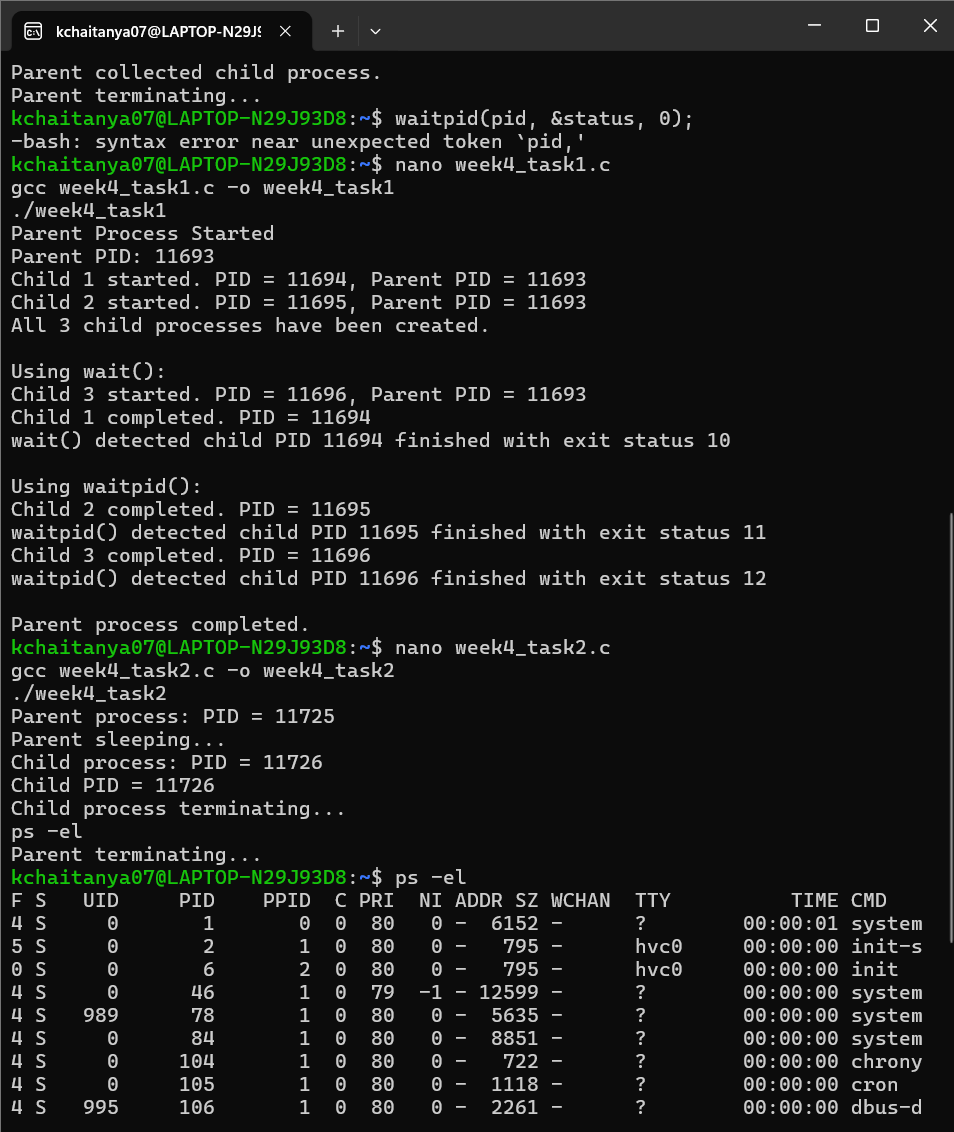 kchaitanya07@LAPTOP-N29J9
Parent collected child process.
Parent terminating...
kchaitanya07@LAPTOP-N29J93D8:~$ waitpid(pid, &status, 0);
-bash: syntax error near unexpected token `pid,'
kchaitanya07@LAPTOP-N29J93D8:~$ nano week4_task1.c
gcc week4_task1.c -o week4_task1
./week4_task1
Parent Process Started
Parent PID: 11693
Child 1 started. PID = 11694, Parent PID = 11693
Child 2 started. PID = 11695, Parent PID = 11693
All 3 child processes have been created.

Using wait():
Child 3 started. PID = 11696, Parent PID = 11693
Child 1 completed. PID = 11694
wait() detected child PID 11694 finished with exit status 10

Using waitpid():
Child 2 completed. PID = 11695
waitpid() detected child PID 11695 finished with exit status 11
Child 3 completed. PID = 11696
waitpid() detected child PID 11696 finished with exit status 12

Parent process completed.
kchaitanya07@LAPTOP-N29J93D8:~$ nano week4_task2.c
gcc week4_task2.c -o week4_task2
./week4_task2
Parent process: PID = 11725
Parent sleeping...
Child process: PID = 11726
Child PID = 11726
Child process terminating...
ps -el
Parent terminating...
kchaitanya07@LAPTOP-N29J93D8:~$ ps -el
F S   UID     PID    PPID  C PRI  NI ADDR SZ WCHAN  TTY          TIME CMD
4 S     0       1       0  0  80   0 -  6152 -      ?        00:00:01 system
5 S     0       2       1  0  80   0 -   795 -      hvc0     00:00:00 init-s
0 S     0       6       2  0  80   0 -   795 -      hvc0     00:00:00 init
4 S     0      46       1  0  79  -1 - 12599 -      ?        00:00:00 system
4 S   989      78       1  0  80   0 -  5635 -      ?        00:00:00 system
4 S     0      84       1  0  80   0 -  8851 -      ?        00:00:00 system
4 S     0     104       1  0  80   0 -   722 -      ?        00:00:00 chrony
4 S     0     105       1  0  80   0 -  1118 -      ?        00:00:00 cron
4 S   995     106       1  0  80   0 -  2261 -      ?        00:00:00 dbus-d